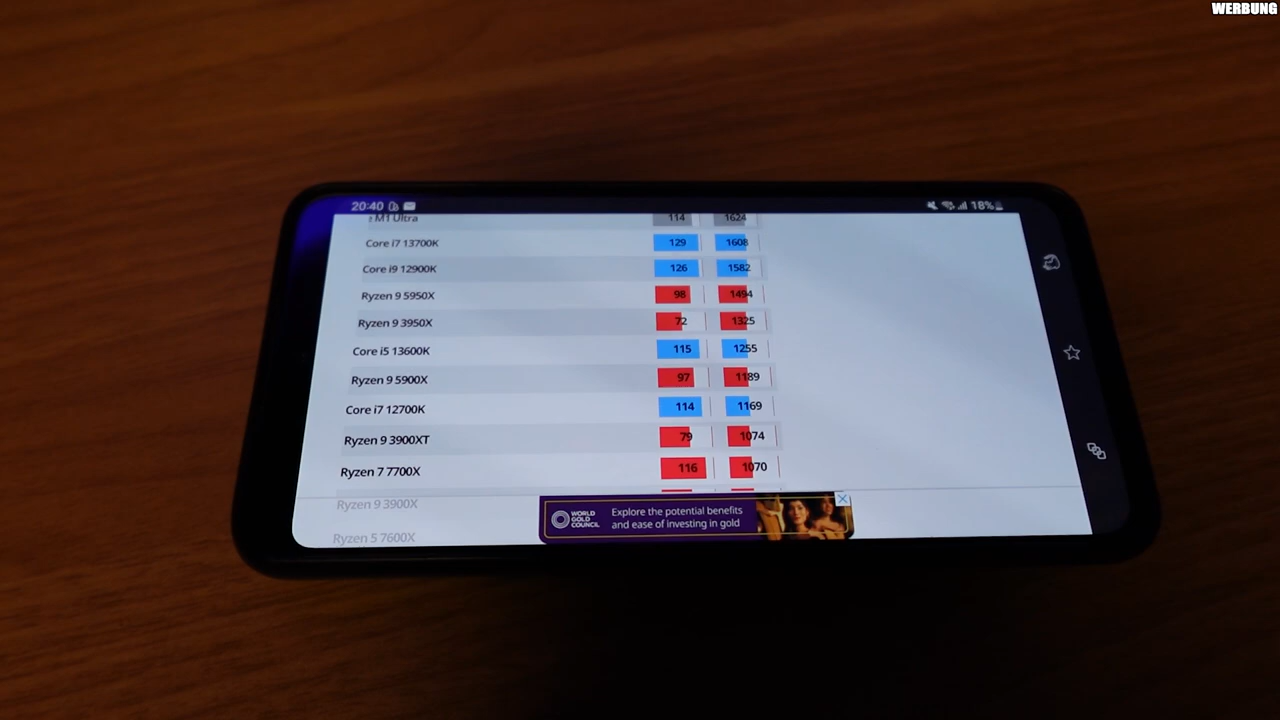 WERBUNG
20:40 18%
M1 Ultra 114 1624
Core i7 13700K 129 1608
Core i9 12900K 126 1582
Ryzen 9 5950X 98 1494
Ryzen 9 3950X 72 1325
Core i5 13600K 115 1255
Ryzen 9 5900X 97 1189
Core i7 12700K 114 1169
Ryzen 9 3900XT 79 1074
Ryzen 7 7700X 116 1070
Ryzen 9 3900X
Ryzen 5 7600X
WORLD
GOLD
COUNCIL
Explore the potential benefits
and ease of investing in gold